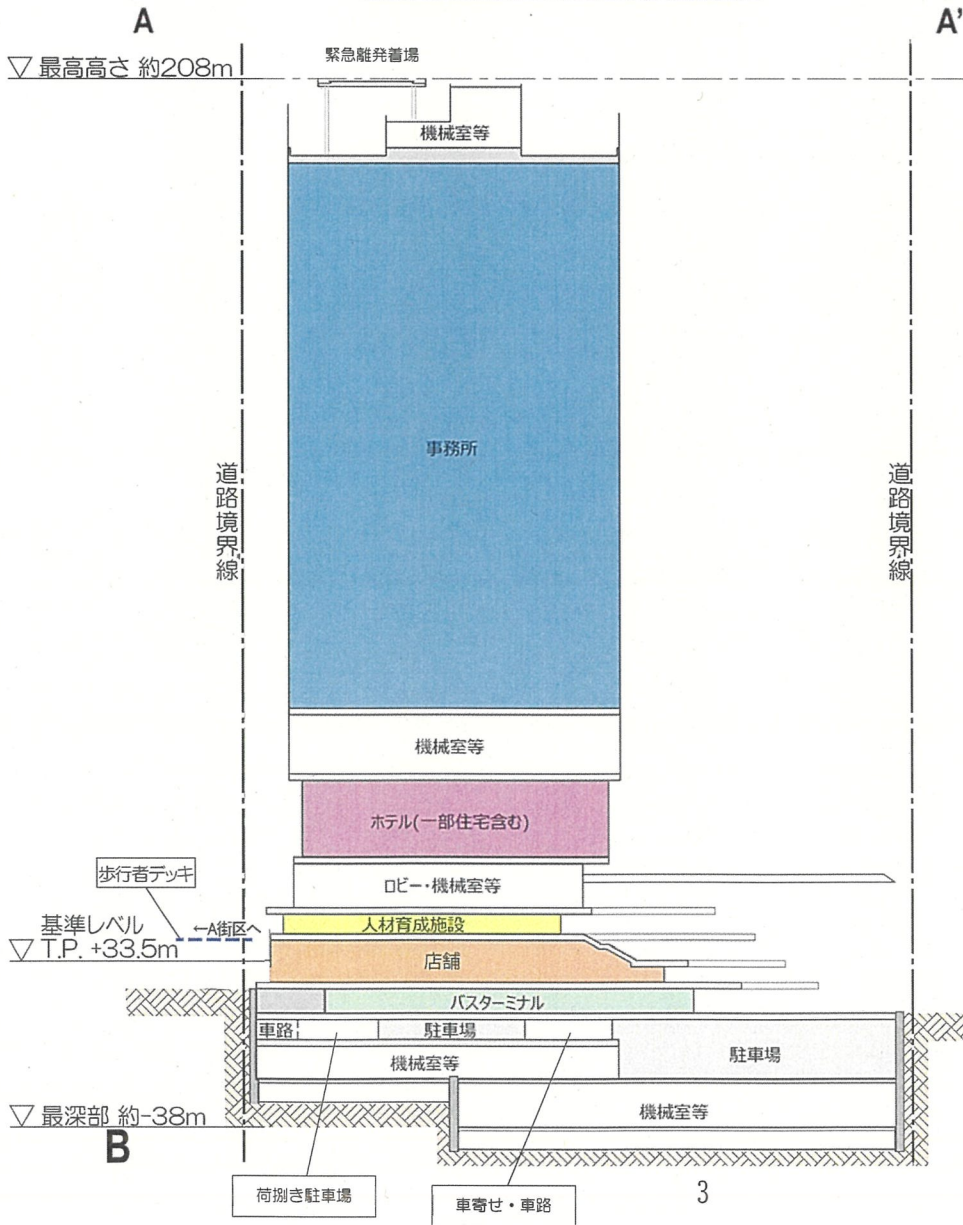 A
A'
緊急離発着場
▽ 最高高さ 約208m
機械室等
事務所
道路境界線
道路境界線
機械室等
ホテル(一部住宅含む)
歩行者デッキ
ロビー・機械室等
基準レベル
←A街区へ
人材育成施設
▽ T.P. +33.5m
店舗
バスターミナル
車路
駐車場
駐車場
機械室等
▽ 最深部 約-38m
機械室等
B
荷捌き駐車場
車寄せ・車路
3